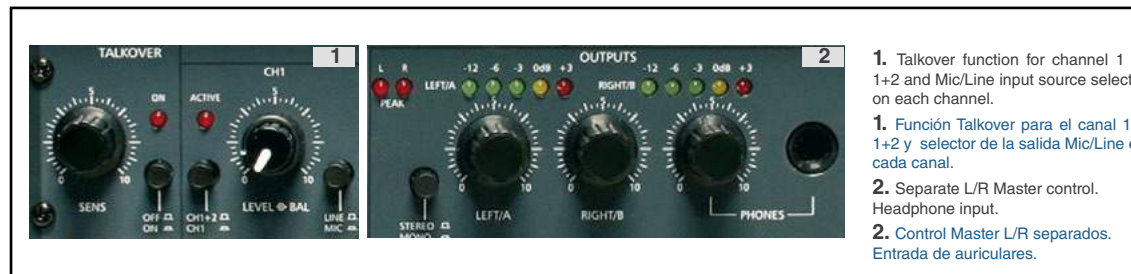 TALKOVER
1
CH1
5
ON
ACTIVE
5
0
10
0
10
SENS
OFF
ON
CH1+2
CH1
LEVEL BAL
LINE
MIC
OUTPUTS
2
L R
PEAK
LEFT/A
-12 -6 -3 0dB +3
RIGHT/B
-12 -6 -3 0dB +3
5
5
5
0
10
0
10
0
10
STEREO
MONO
LEFT/A
RIGHT/B
PHONES
1. Talkover function for channel 1
1+2 and Mic/Line input source select
on each channel.
1. Función Talkover para el canal 1
1+2 y selector de la salida Mic/Line
cada canal.
2. Separate L/R Master control.
Headphone input.
2. Control Master L/R separados.
Entrada de auriculares.